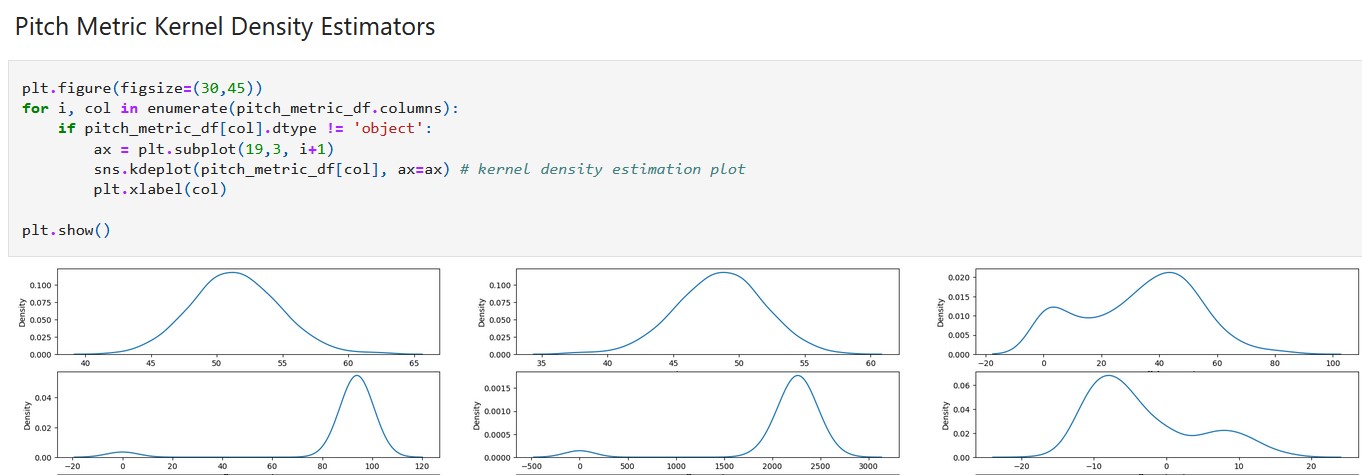 Pitch Metric Kernel Density Estimators
plt.figure(figsize=(30,45))
for i, col in enumerate(pitch_metric_df.columns):
    if pitch_metric_df[col].dtype != 'object':
        ax = plt.subplot(19,3, i+1)
        sns.kdeplot(pitch_metric_df[col], ax=ax) # kernel density estimation plot
        plt.xlabel(col)
plt.show()
Density
0.100
0.075
0.050
0.025
0.000
40 45 50 55 60 65
Density
0.100
0.075
0.050
0.025
0.000
35 40 45 50 55 60
Density
0.020
0.015
0.010
0.005
0.000
−20 0 20 40 60 80 100
Density
0.04
0.02
0.00
−20 0 20 40 60 80 100 120
Density
0.0015
0.0010
0.0005
0.0000
−500 0 500 1000 1500 2000 2500 3000
Density
0.06
0.04
0.02
0.00
−20 −10 0 10 20